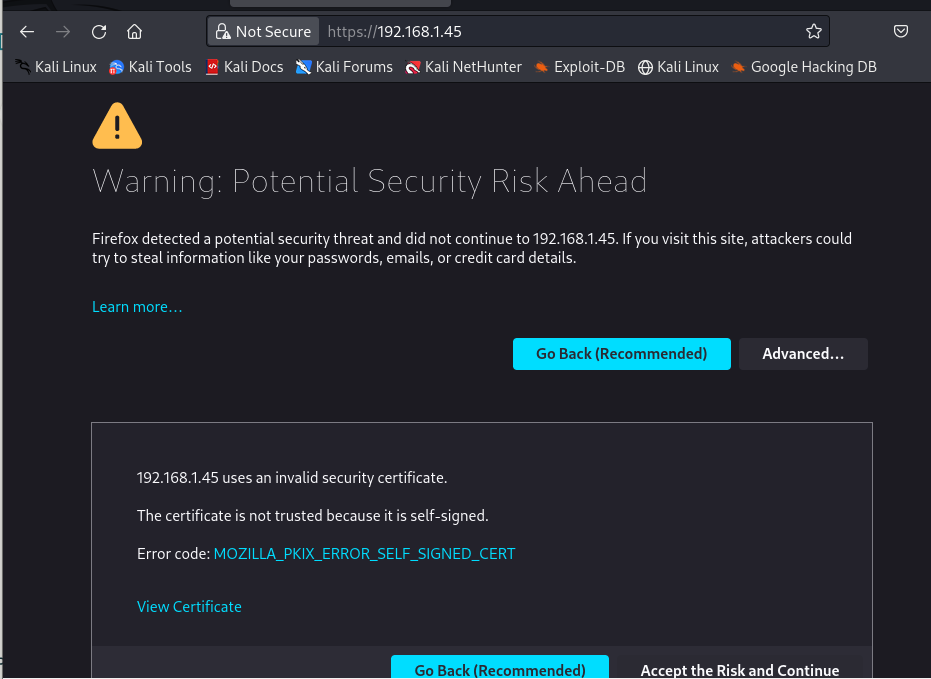 Not Secure https://192.168.1.45
Kali Linux Kali Tools Kali Docs Kali Forums Kali NetHunter Exploit-DB Kali Linux Google Hacking DB
Warning: Potential Security Risk Ahead
Firefox detected a potential security threat and did not continue to 192.168.1.45. If you visit this site, attackers could
try to steal information like your passwords, emails, or credit card details.
Learn more…
Go Back (Recommended) Advanced…
192.168.1.45 uses an invalid security certificate.
The certificate is not trusted because it is self-signed.
Error code: MOZILLA_PKIX_ERROR_SELF_SIGNED_CERT
View Certificate
Go Back (Recommended) Accept the Risk and Continue